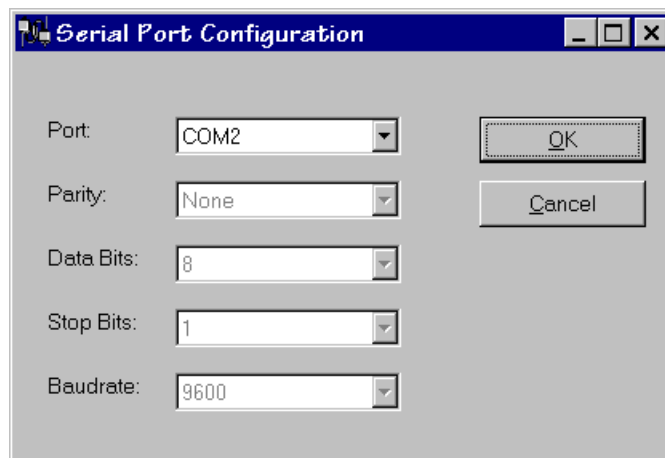 Serial Port Configuration
Port: COM2
OK
Parity: None
Cancel
Data Bits: 8
Stop Bits: 1
Baudrate: 9600